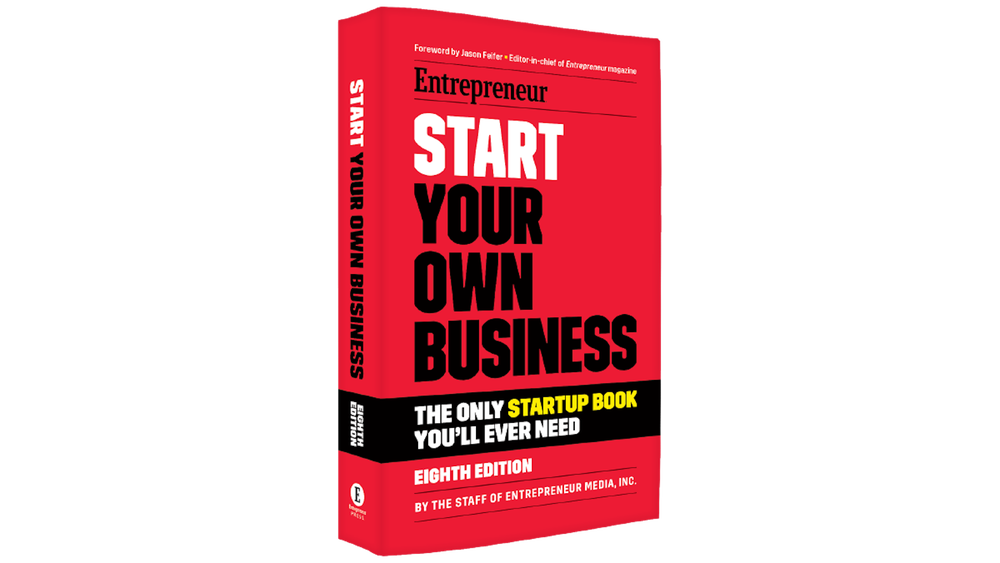 Foreword by Jason Feifer • Editor-in-chief of Entrepreneur magazine
Entrepreneur
START
YOUR
OWN
BUSINESS
THE ONLY STARTUP BOOK
YOU'LL EVER NEED
EIGHTH EDITION
BY THE STAFF OF ENTREPRENEUR MEDIA, INC.
START YOUR OWN BUSINESS
EIGHTH
EDITION
E
Entrepreneur
PRESS